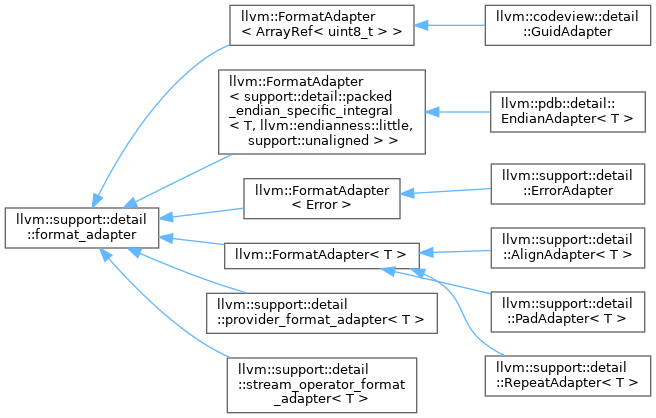 llvm::support::detail
::format_adapter
llvm::FormatAdapter
< ArrayRef< uint8_t > >
llvm::codeview::detail
::GuidAdapter
llvm::FormatAdapter
< support::detail::packed
_endian_specific_integral
< T, llvm::endianness::little,
support::unaligned > >
llvm::pdb::detail::
EndianAdapter< T >
llvm::FormatAdapter
< Error >
llvm::support::detail
::ErrorAdapter
llvm::FormatAdapter< T >
llvm::support::detail
::AlignAdapter< T >
llvm::support::detail
::PadAdapter< T >
llvm::support::detail
::RepeatAdapter< T >
llvm::support::detail
::provider_format_adapter< T >
llvm::support::detail
::stream_operator_format
_adapter< T >